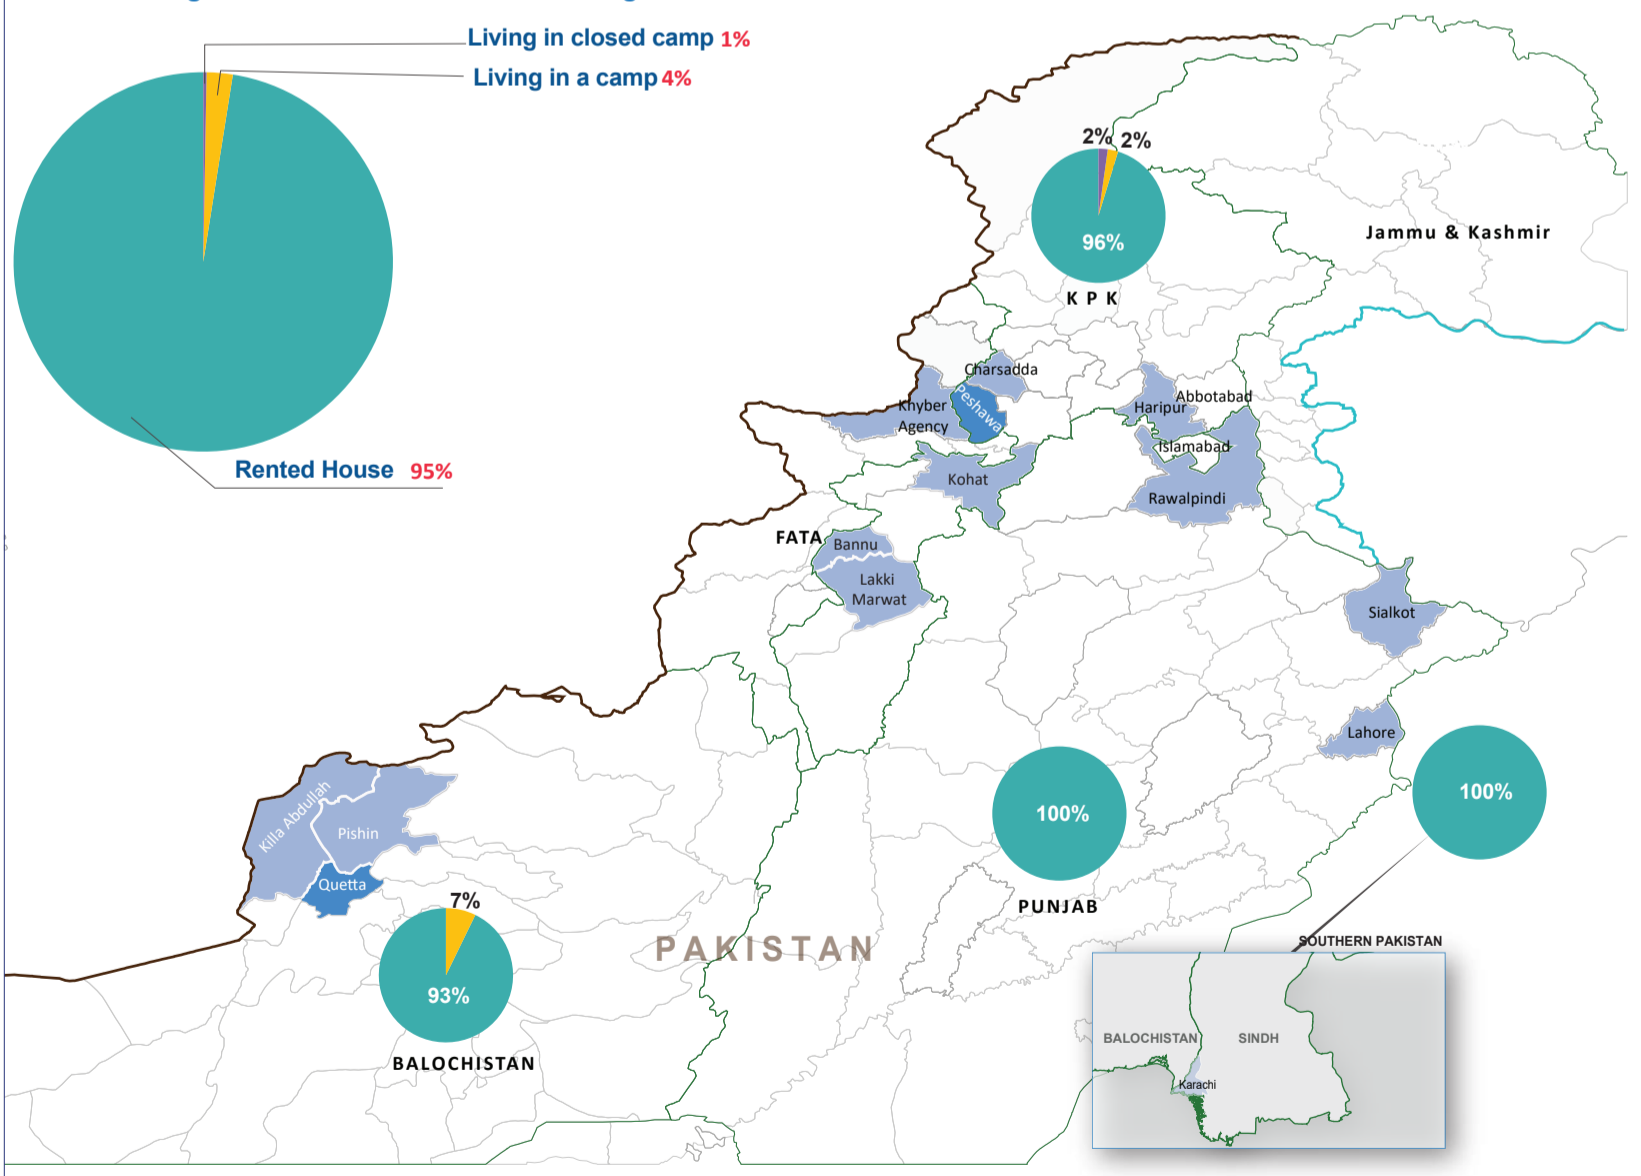 Living in closed camp 1%
Living in a camp 4%
Rented House 95%
2% 2%
96%
K P K
Jammu & Kashmir
Charsadda
Khyber
Agency
Peshawa
Haripur
Abbotabad
Islamabad
Rawalpindi
Kohat
FATA
Bannu
Lakki
Marwat
Sialkot
Lahore
100%
100%
PUNJAB
Killa Abdullah
Pishin
Quetta
7%
93%
BALOCHISTAN
PAKISTAN
SOUTHERN PAKISTAN
BALOCHISTAN
SINDH
Karachi